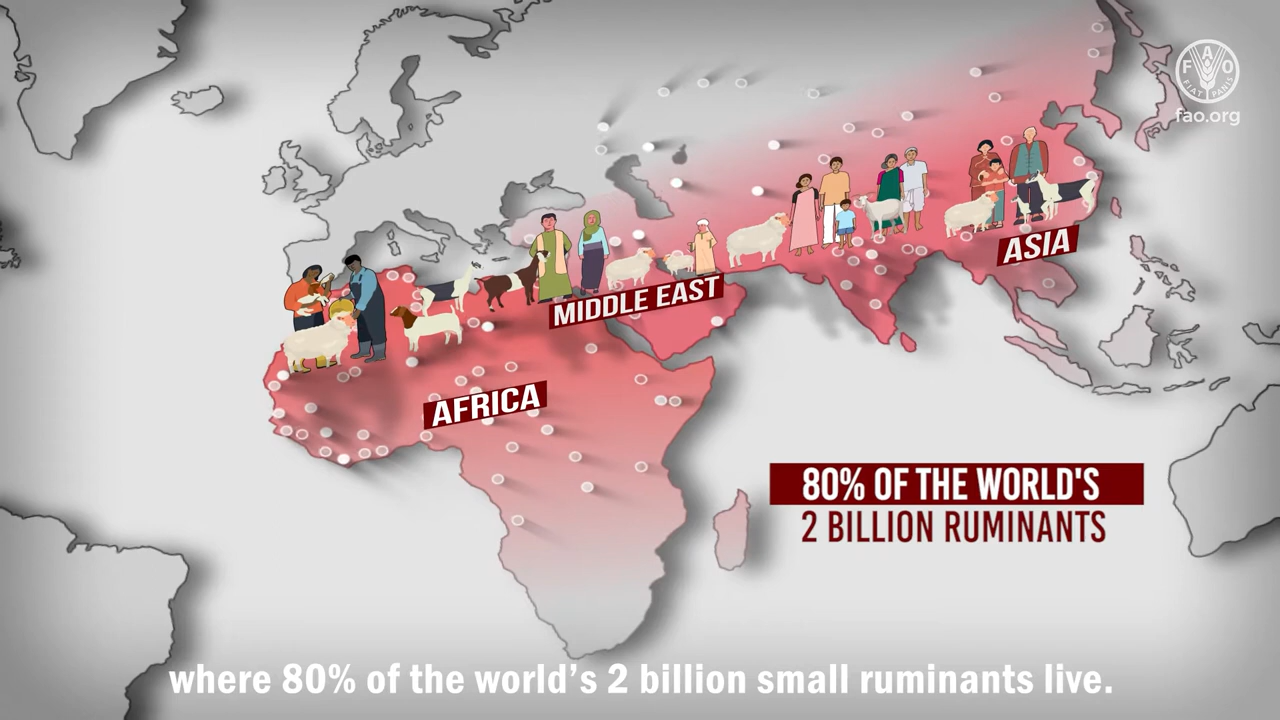 FAO
FIAT PANIS
fao.org
ASIA
MIDDLE EAST
AFRICA
80% OF THE WORLD'S
2 BILLION RUMINANTS
where 80% of the world’s 2 billion small ruminants live.